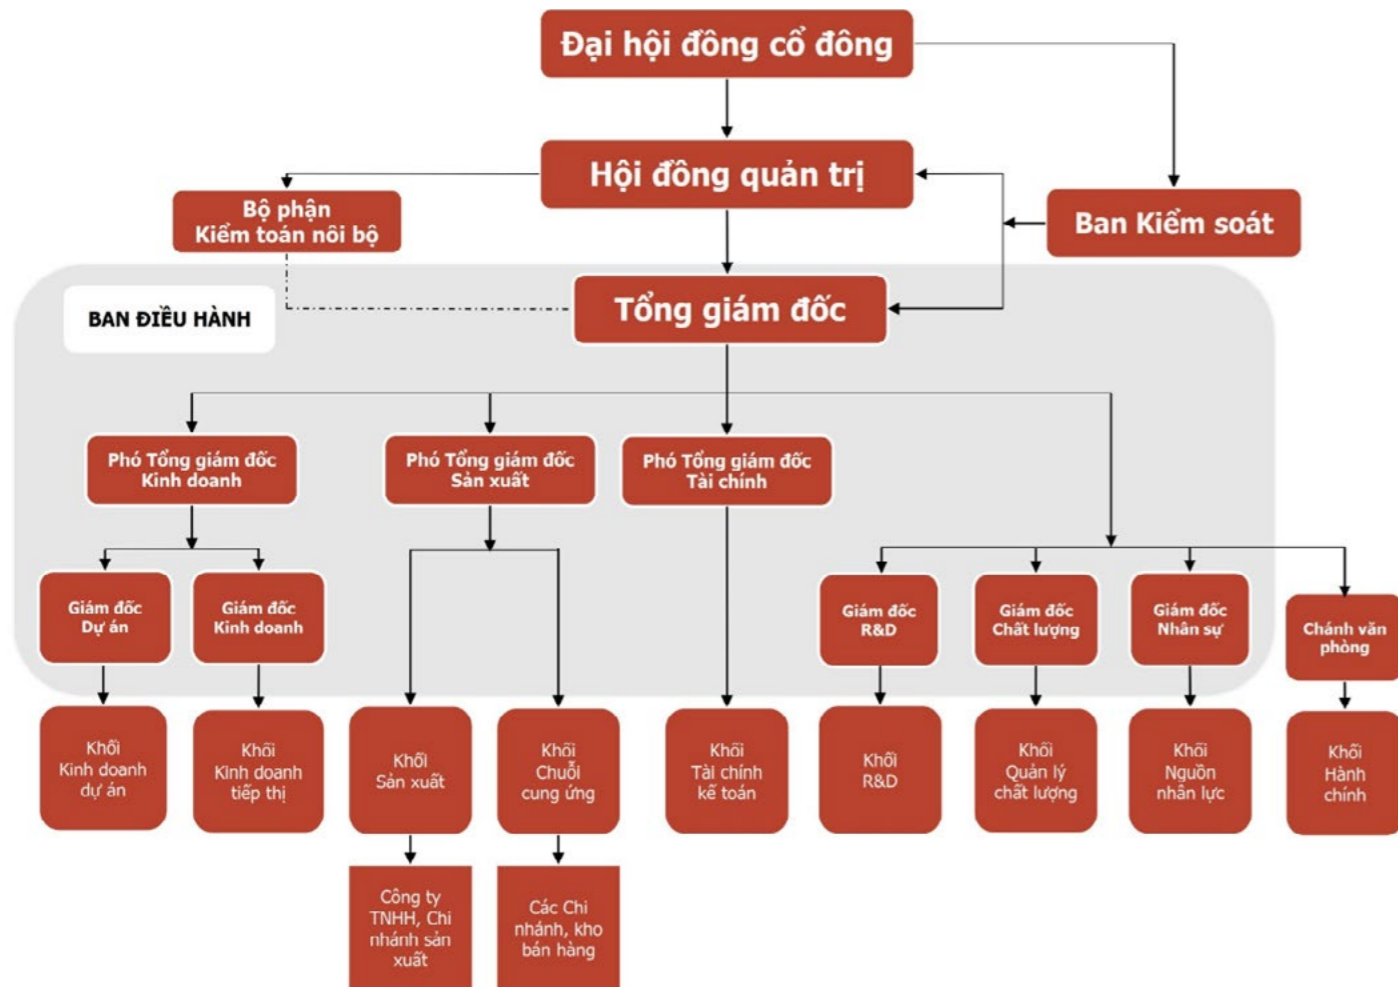 Đại hội đông cổ đông
Hội đông quản trị
Bộ phận
Kiểm toán nôi bộ
Ban Kiểm soát
BAN ĐIỀU HÀNH
Tổng giám đốc
Phó Tổng giám đốc
Kinh doanh
Phó Tổng giám đốc
Sản xuất
Phó Tổng giám đốc
Tài chính
Giám đốc
Dự án
Giám đốc
Kinh doanh
Giám đốc
R&D
Giám đốc
Chất lượng
Giám đốc
Nhân sự
Chánh văn
phòng
Khối
Kinh doanh
dự án
Khối
Kinh doanh
tiếp thị
Khối
Sản xuất
Khối
Chuỗi
cung ứng
Khối
Tài chính
kế toán
Khối
R&D
Khối
Quản lý
chất lượng
Khối
Nguồn
nhân lực
Khối
Hành
chính
Công ty
TNHH, Chi
nhánh sản
xuất
Các Chi
nhánh, kho
bán hàng